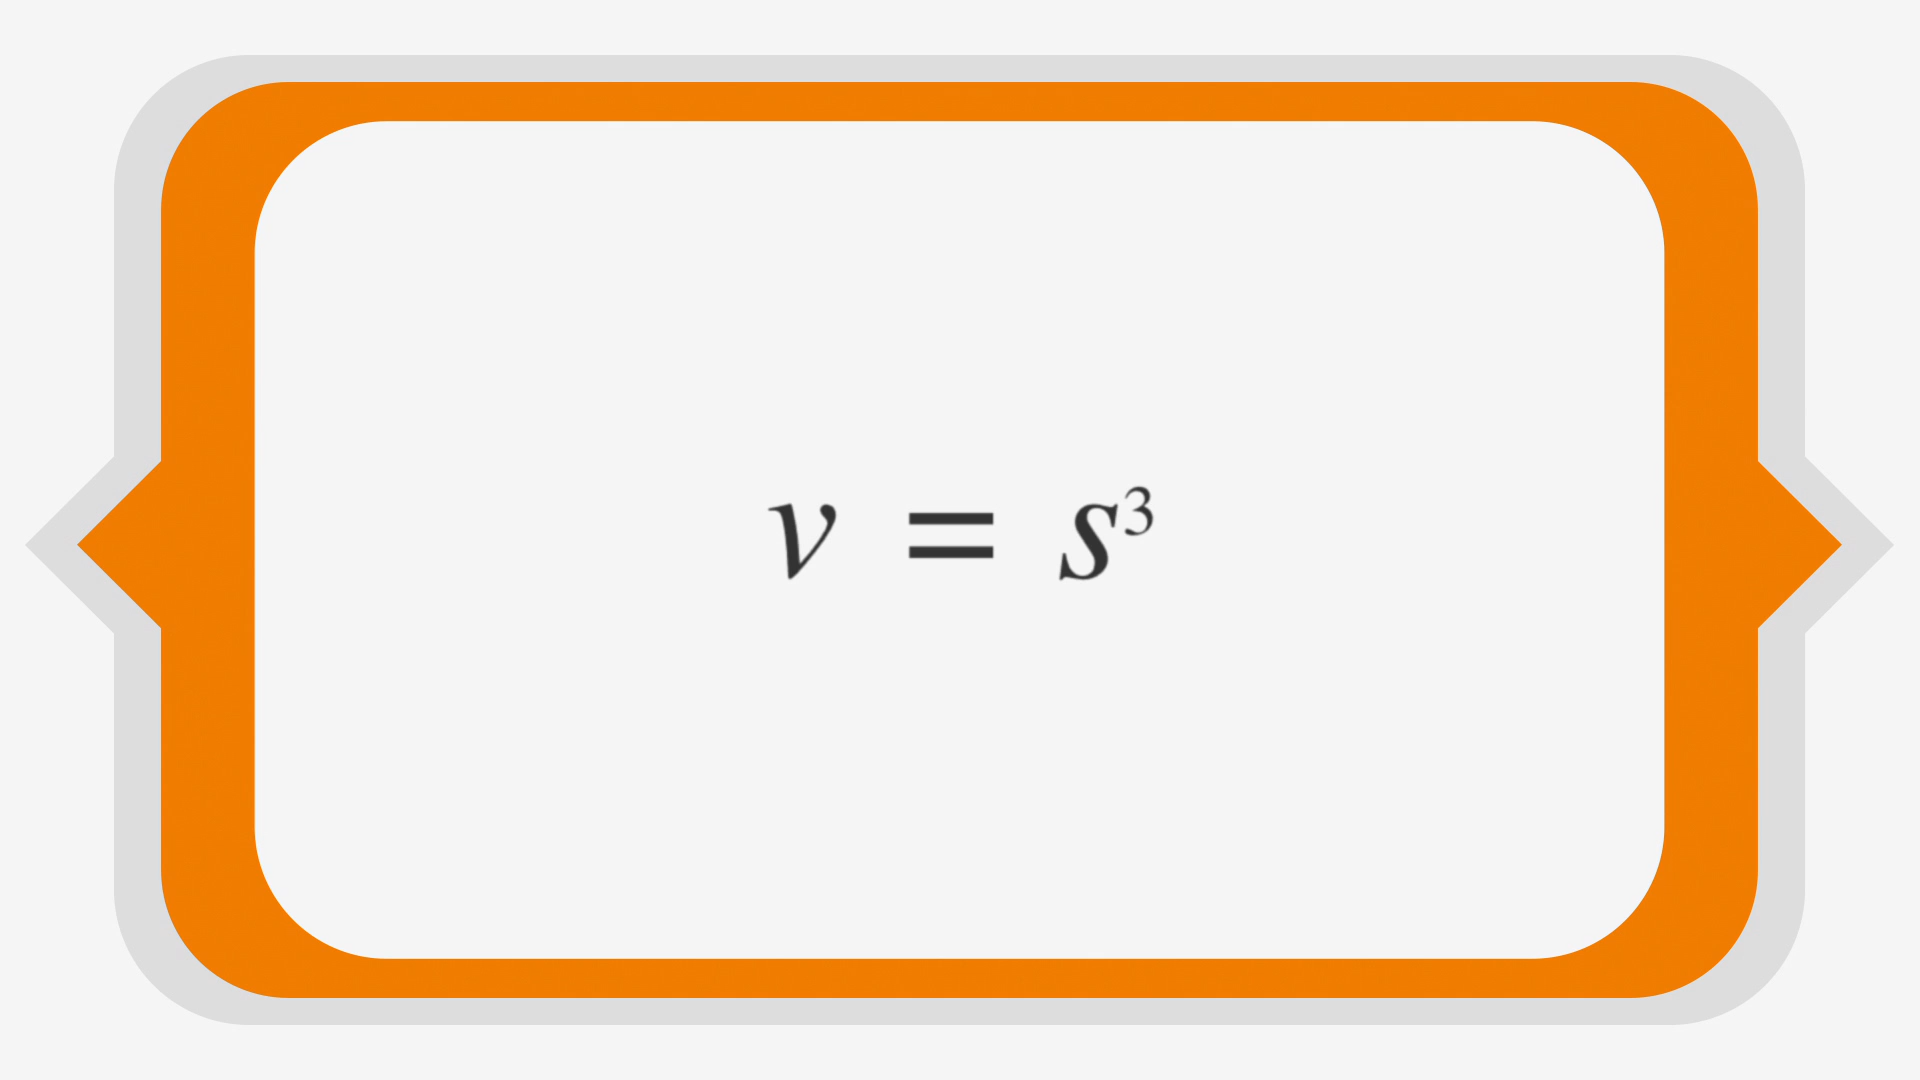 v = s³